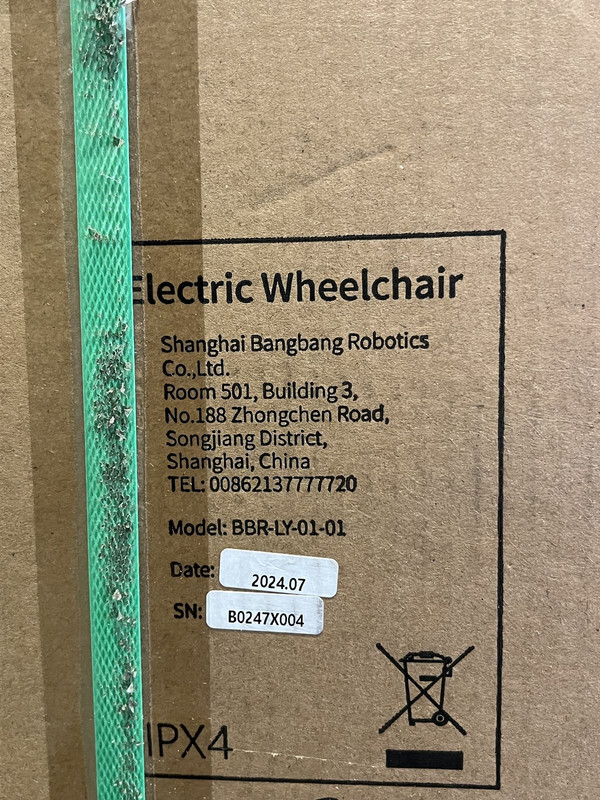 Electric Wheelchair
Shanghai Bangbang Robotics
Co.,Ltd.
Room 501, Building 3,
No.188 Zhongchen Road,
Songjiang District,
Shanghai, China
TEL: 00862137777720
Model: BBR-LY-01-01
Date: 2024.07
SN: B0247X004
IPX4